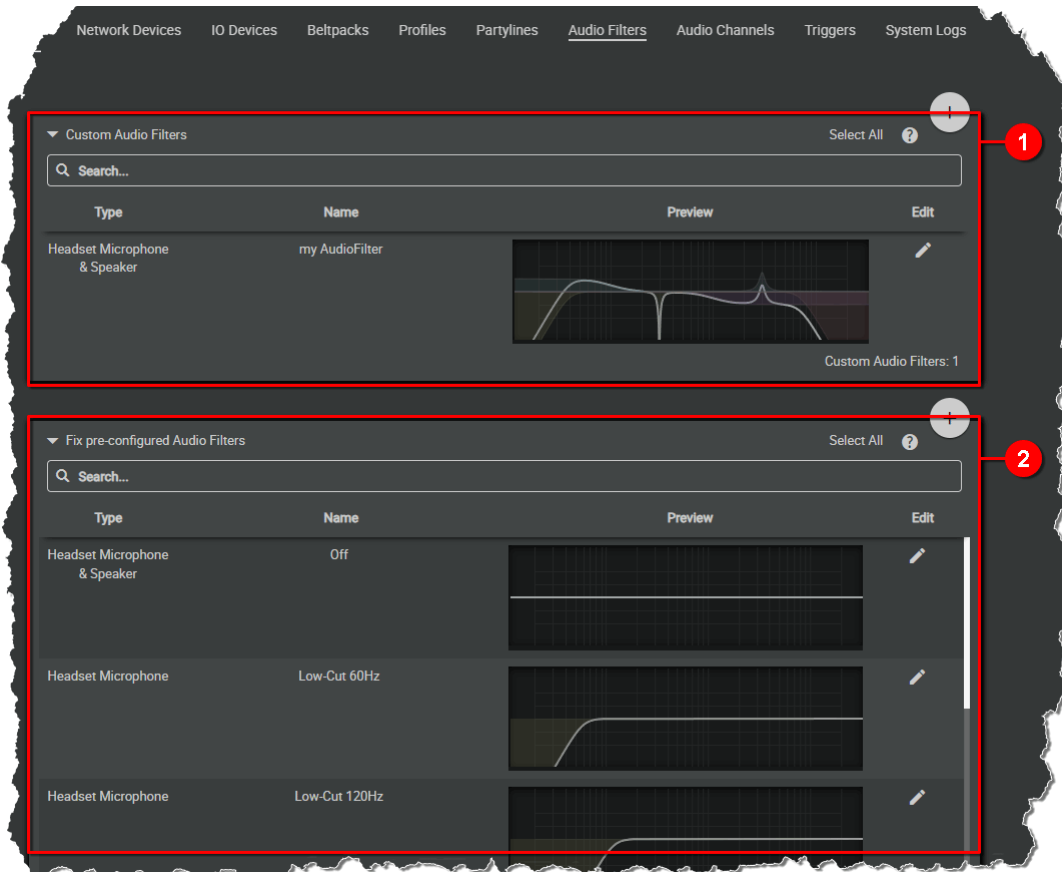 Network Devices IO Devices Beltpacks Profiles Partylines Audio Filters Audio Channels Triggers System Logs
Custom Audio Filters Select All ?
1
Search...
Type Name Preview Edit
Headset Microphone my AudioFilter
& Speaker
Custom Audio Filters: 1
Fix pre-configured Audio Filters Select All ?
2
Search...
Type Name Preview Edit
Headset Microphone Off
& Speaker
Headset Microphone Low-Cut 60Hz
Headset Microphone Low-Cut 120Hz